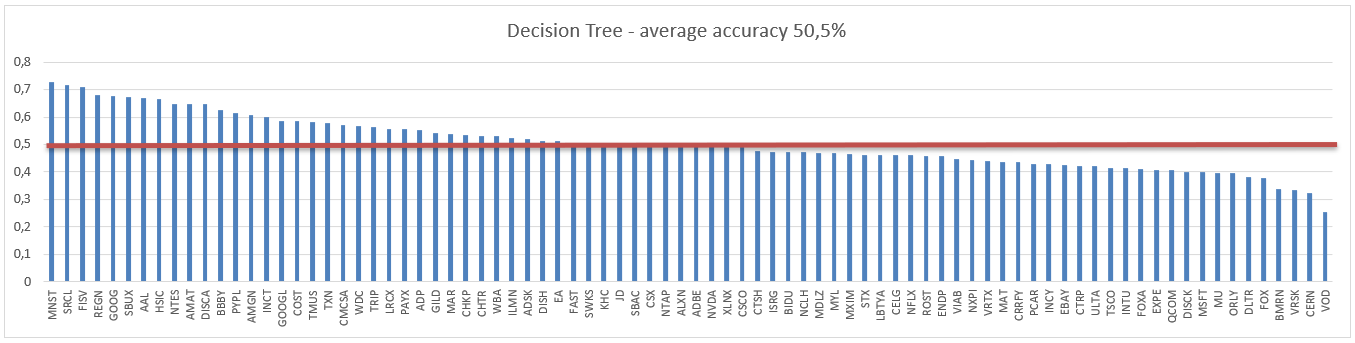 Decision Tree - average accuracy 50,5%
0,8
0,7
0,6
0,5
0,4
0,3
0,2
0,1
0
MNST
SRCL
FISV
REGN
GOOG
SBUX
AAL
HSIC
NTES
AMAT
DISCA
BBBY
PYPL
AMGN
INCT
GOOGL
COST
TMUS
TXN
CMCSA
WDC
TRIP
LRCX
PAYX
ADP
GILD
MAR
CHKP
CHTR
WBA
ILMN
ADSK
DISH
EA
FAST
SWKS
KHC
JD
SBAC
CSX
NTAP
ALXN
ADBE
NVDA
XLNX
CSCO
CTSH
ISRG
BIDU
NCLH
MDLZ
MYL
MXIM
STX
LBTYA
CELG
NFLX
ROST
ENDP
VIAB
NXPI
VRTX
MAT
CRRFY
PCAR
INCY
EBAY
CTRP
ULTA
TSCO
INTU
FOXA
EXPE
QCOM
DISCK
MSFT
MU
ORLY
DLTR
FOX
BMRN
VRSK
CERN
VOD